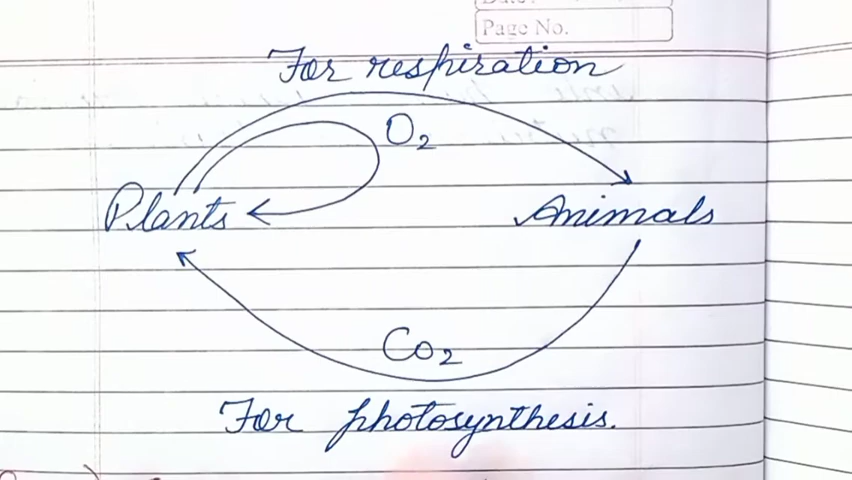 Page No.
For respiration
O2
Plants
Animals
Co2
For photosynthesis.